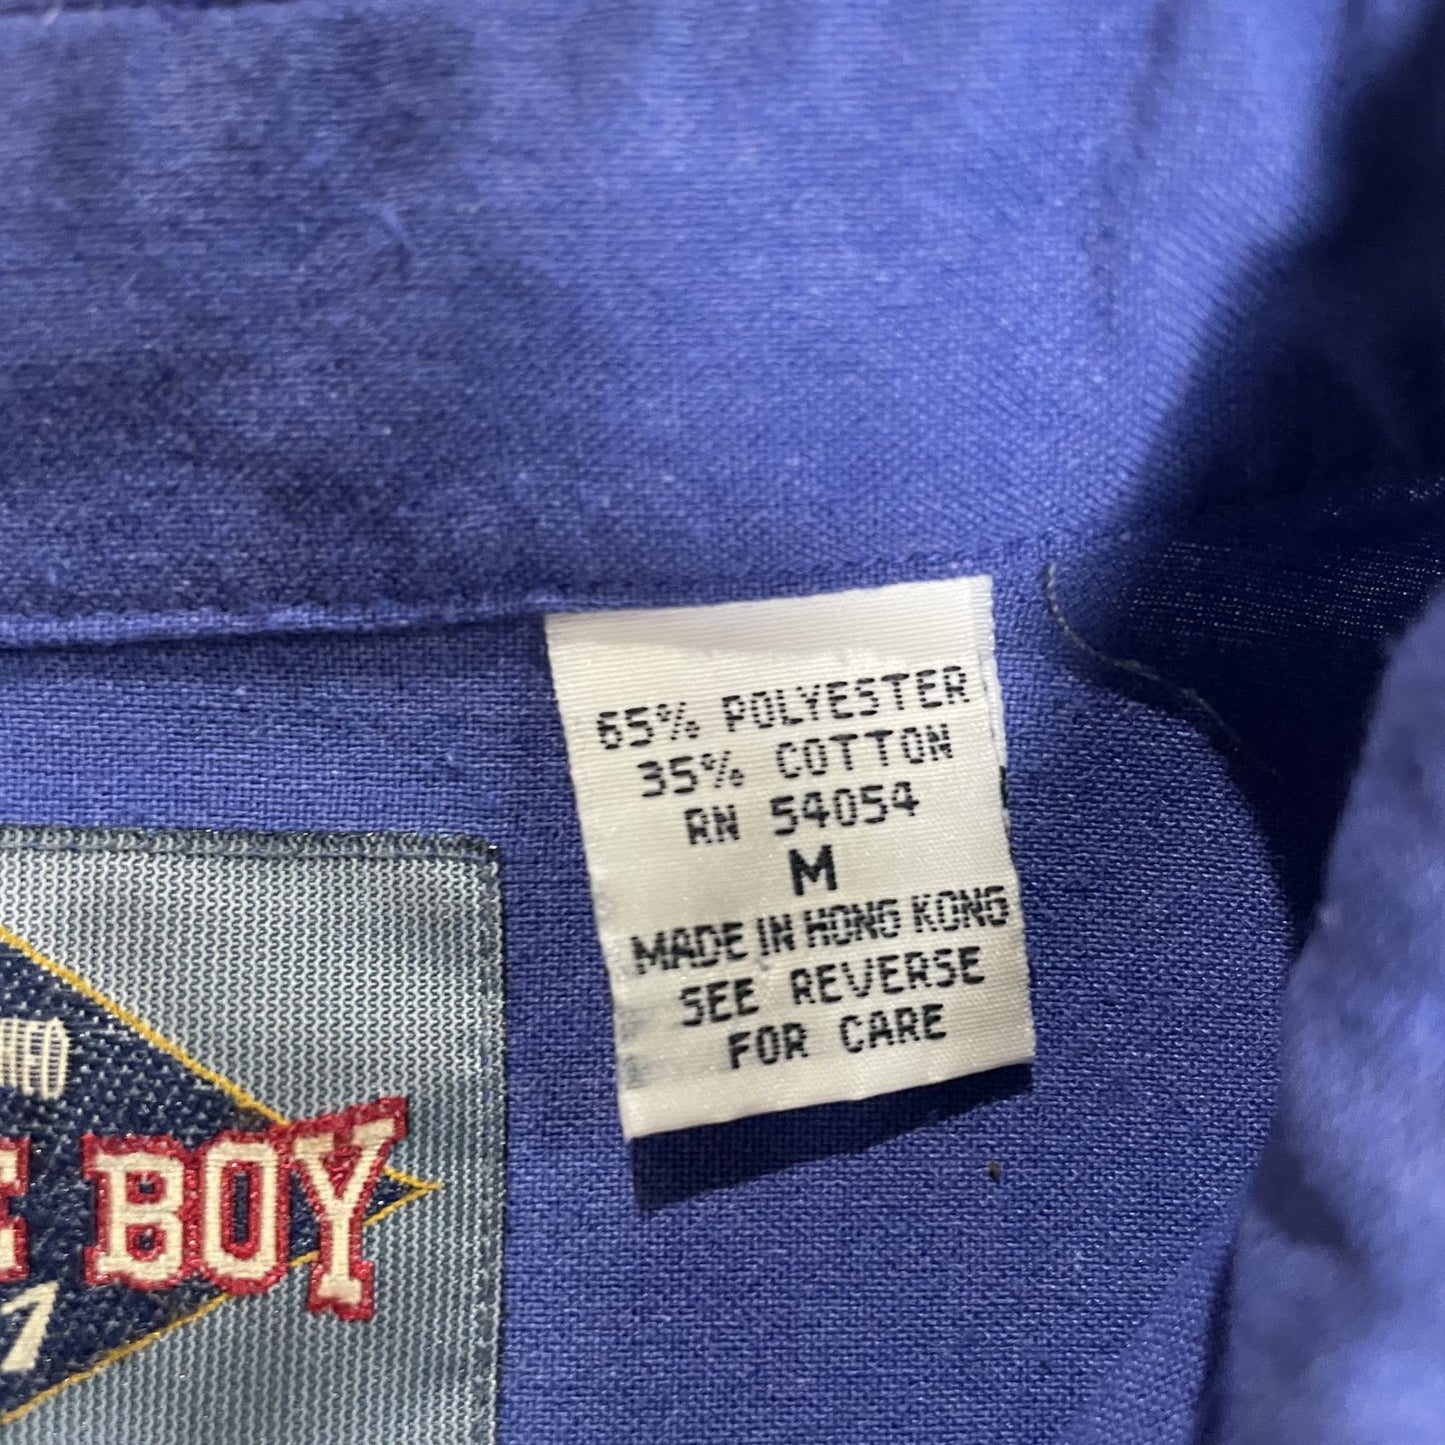 65% POLYESTER
35% COTTON
RN 54054
M
MADE IN HONG KONG
SEE REVERSE
FOR CARE
BOY